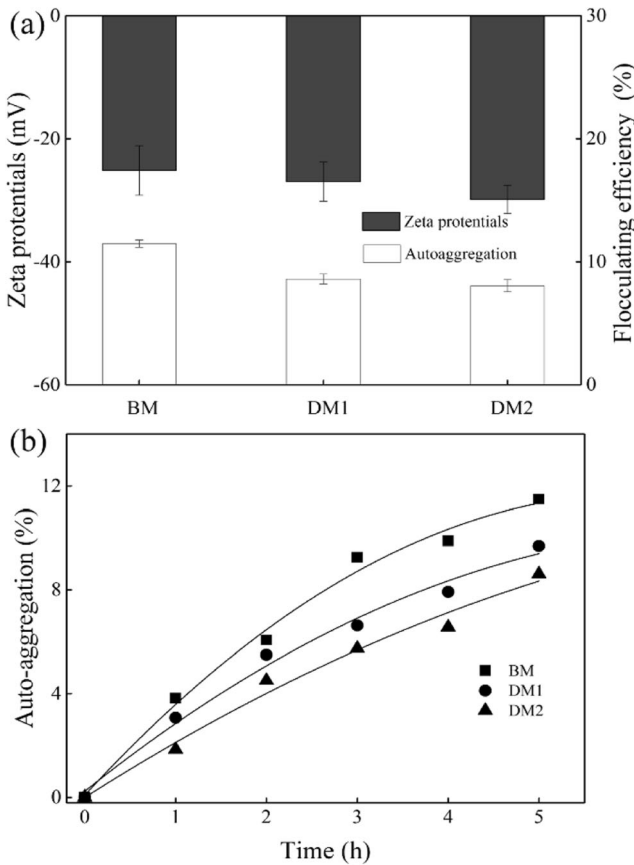 (a)
0
-20
-40
-60
Zeta protentials (mV)
30
20
10
0
Flocculating efficiency (%)
Zeta protentials
Autoaggregation
BM DM1 DM2
(b)
12
8
4
0
Auto-aggregation (%)
BM
DM1
DM2
0 1 2 3 4 5
Time (h)